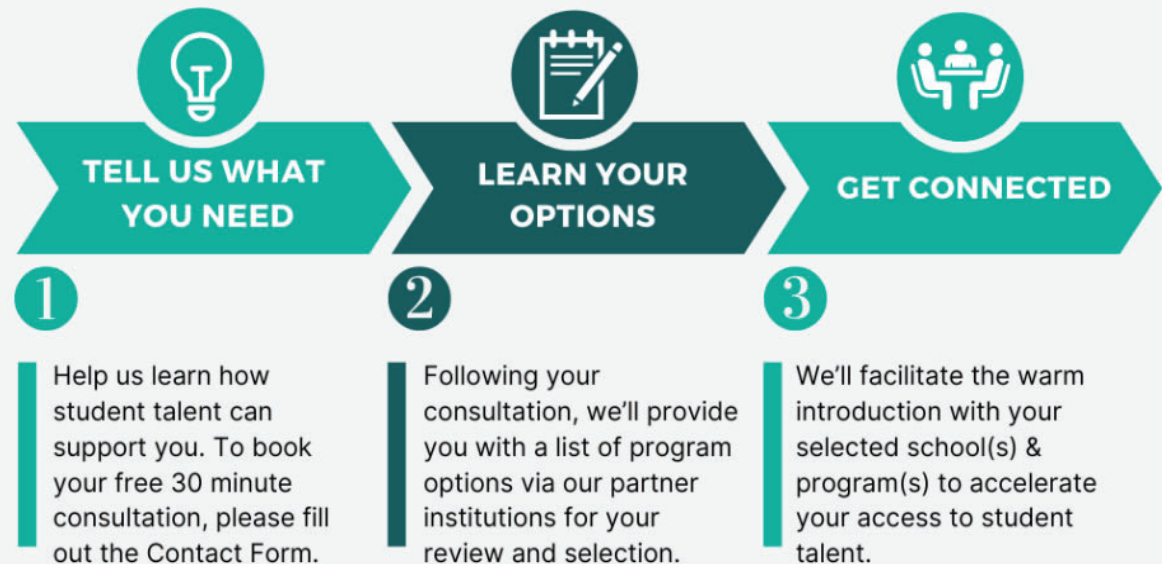 TELL US WHAT
YOU NEED
LEARN YOUR
OPTIONS
GET CONNECTED
1
Help us learn how
student talent can
support you. To book
your free 30 minute
consultation, please fill
out the Contact Form.
2
Following your
consultation, we’ll provide
you with a list of program
options via our partner
institutions for your
review and selection.
3
We’ll facilitate the warm
introduction with your
selected school(s) &
program(s) to accelerate
your access to student
talent.